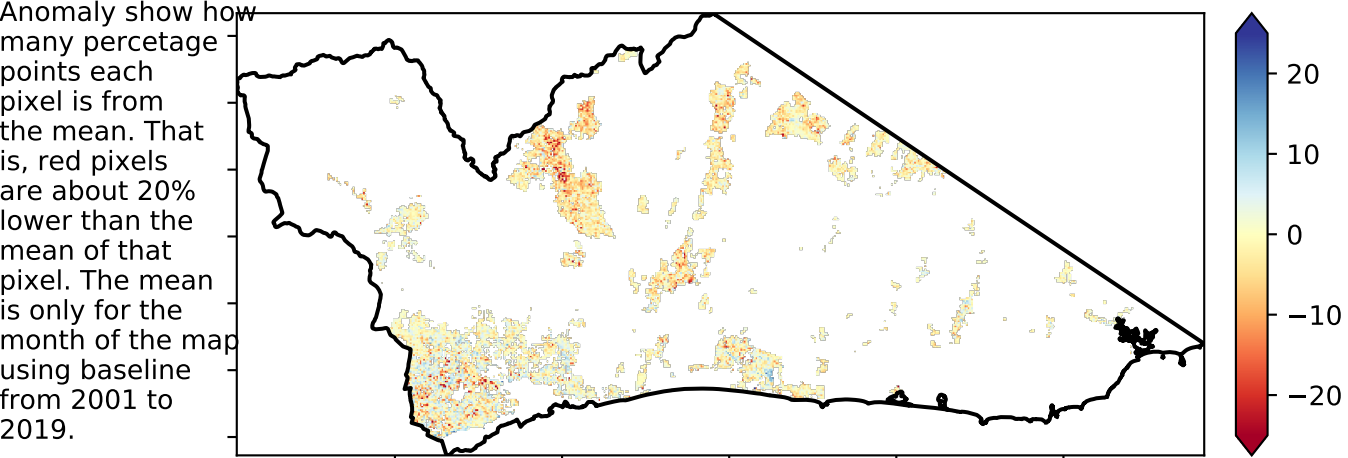 Anomaly show how
many percetage
points each
pixel is from
the mean. That
is, red pixels
are about 20%
lower than the
mean of that
pixel. The mean
is only for the
month of the map
using baseline
from 2001 to
2019.
20
10
0
−10
−20